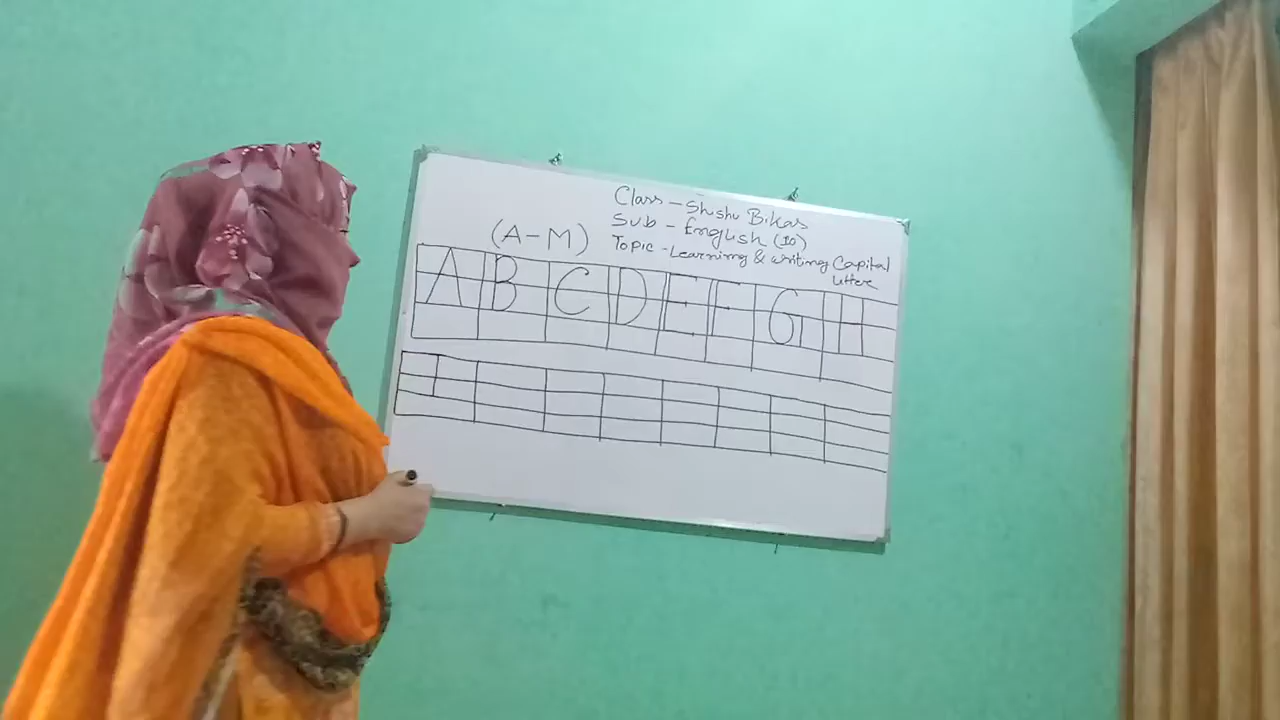 Class - Shishu Bikas
Sub - English (10)
(A-M)
Topic - Learning & writing Capital
letter
A B C D E F G H